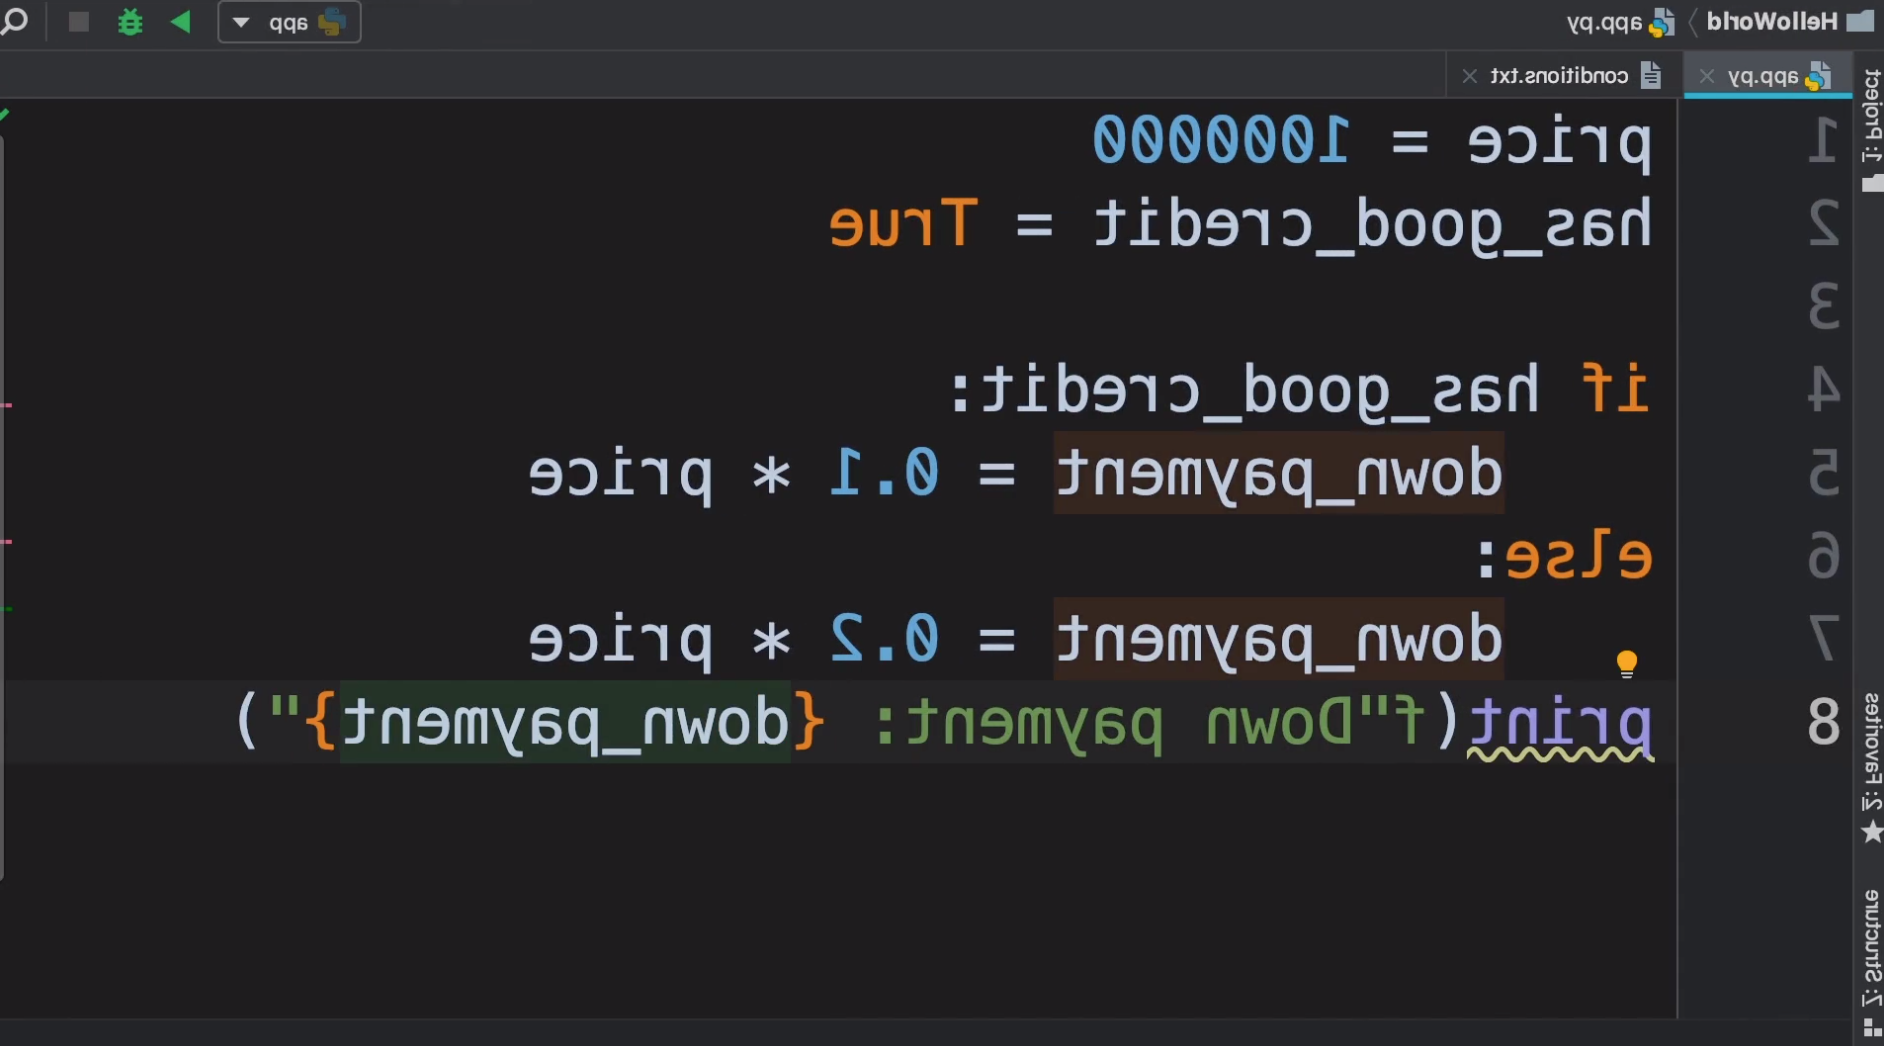 HelloWorld app.py app
app.py conditions.txt
1: Project
1 price = 1000000
2 has_good_credit = True
3
4 if has_good_credit:
5     down_payment = 0.1 * price
6 else:
7     down_payment = 0.2 * price
8 print(f"Down payment: {down_payment}")
2: Favorites
7: Structure